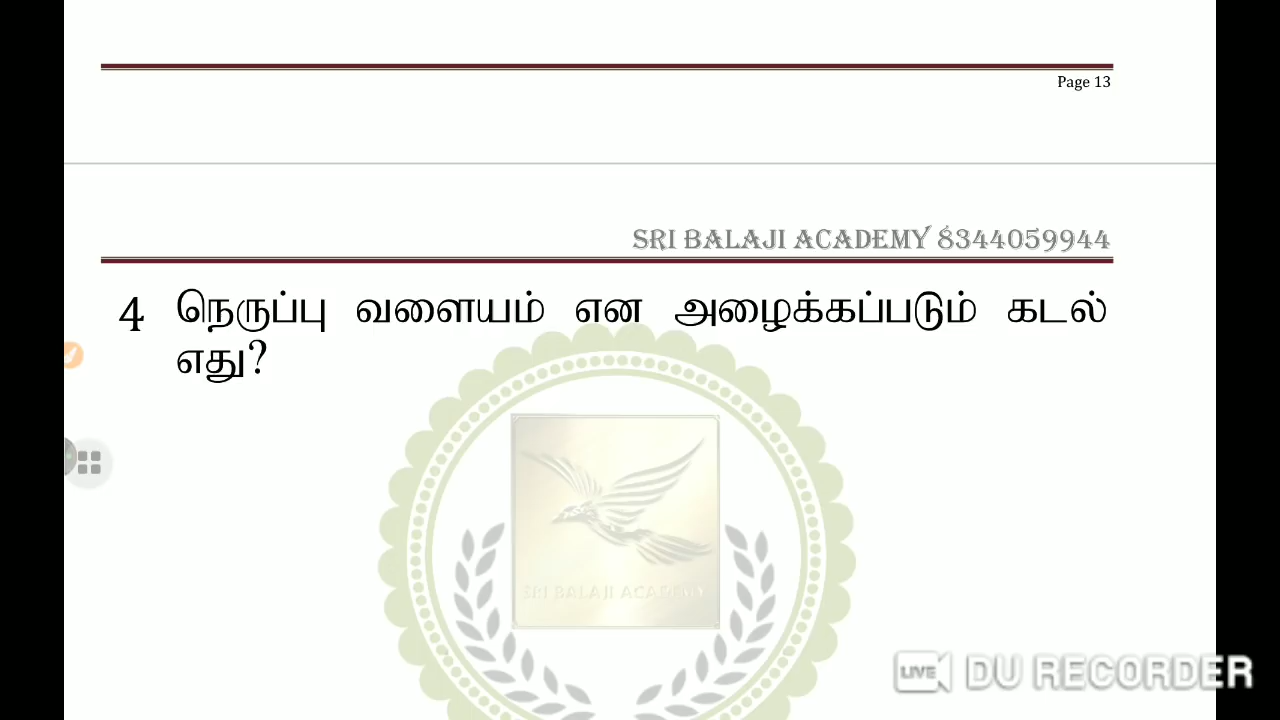 Page 13
SRI BALAJI ACADEMY 8344059944
4 நெருப்பு வளையம் என அழைக்கப்படும் கடல்
எது?
SRI BALAJI ACADEMY
LIVE DU RECORDER